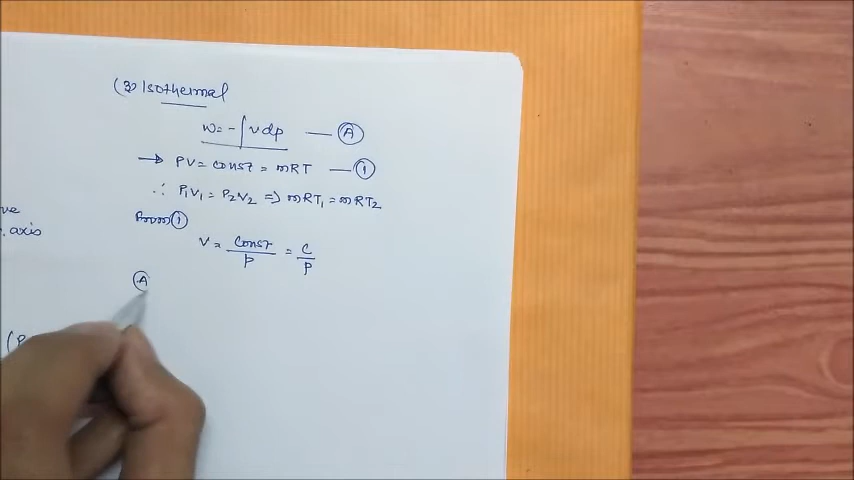 (3) Isothermal
W = -∫vdp — Ⓐ
→ PV = const = mRT — ①
∴ P₁V₁ = P₂V₂ => mRT₁ = mRT₂
From ①
ve
axis
V = const/P = C/P
Ⓐ